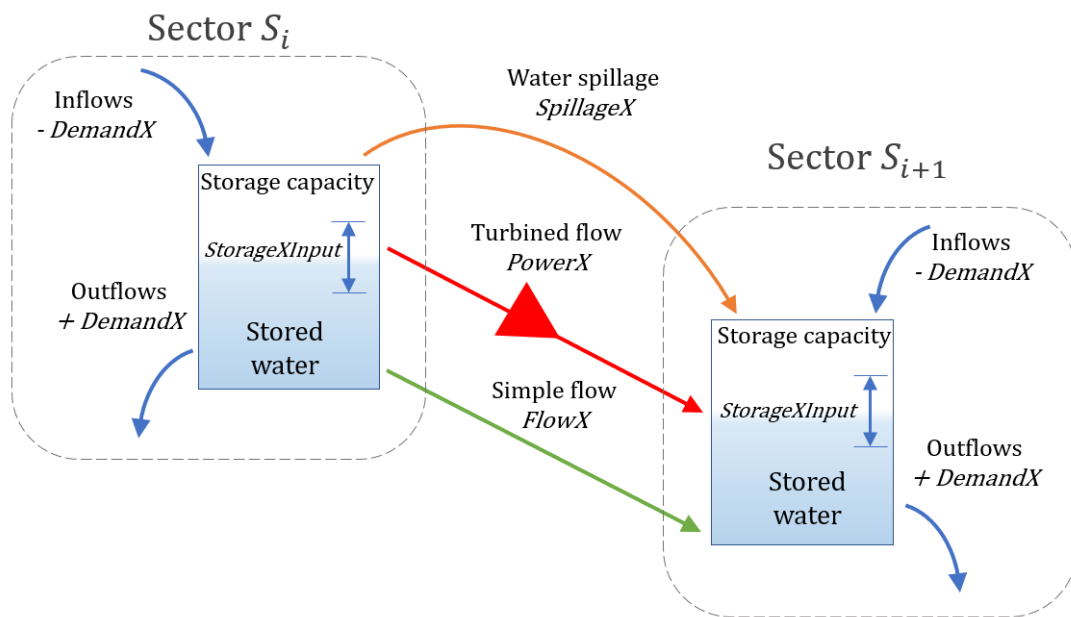 Sector S_i
Inflows
- DemandX
Storage capacity
StorageXInput
Outflows
+ DemandX
Stored
water
Water spillage
SpillageX
Turbined flow
PowerX
Simple flow
FlowX
Sector S_{i+1}
Inflows
- DemandX
Storage capacity
StorageXInput
Outflows
+ DemandX
Stored
water